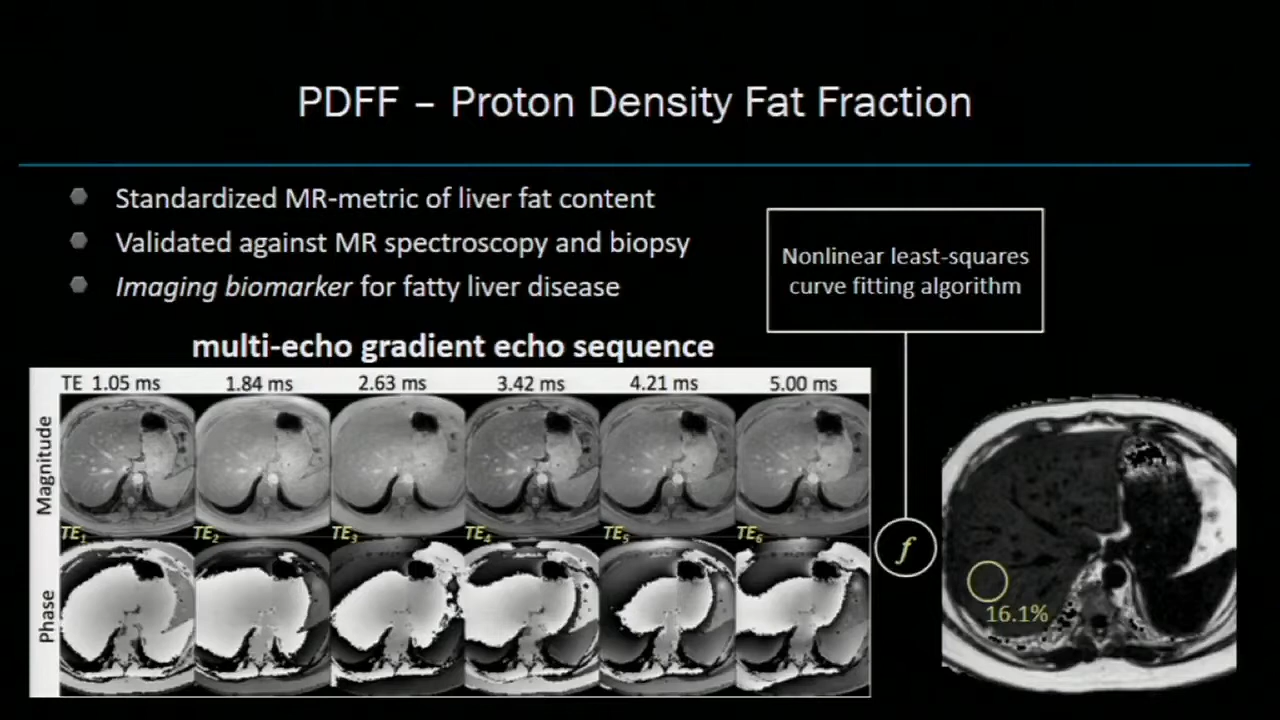 PDFF – Proton Density Fat Fraction
Standardized MR-metric of liver fat content
Validated against MR spectroscopy and biopsy
Imaging biomarker for fatty liver disease
Nonlinear least-squares
curve fitting algorithm
multi-echo gradient echo sequence
TE 1.05 ms 1.84 ms 2.63 ms 3.42 ms 4.21 ms 5.00 ms
Magnitude
TE₁ TE₂ TE₃ TE₄ TE₅ TE₆
Phase
f
16.1%